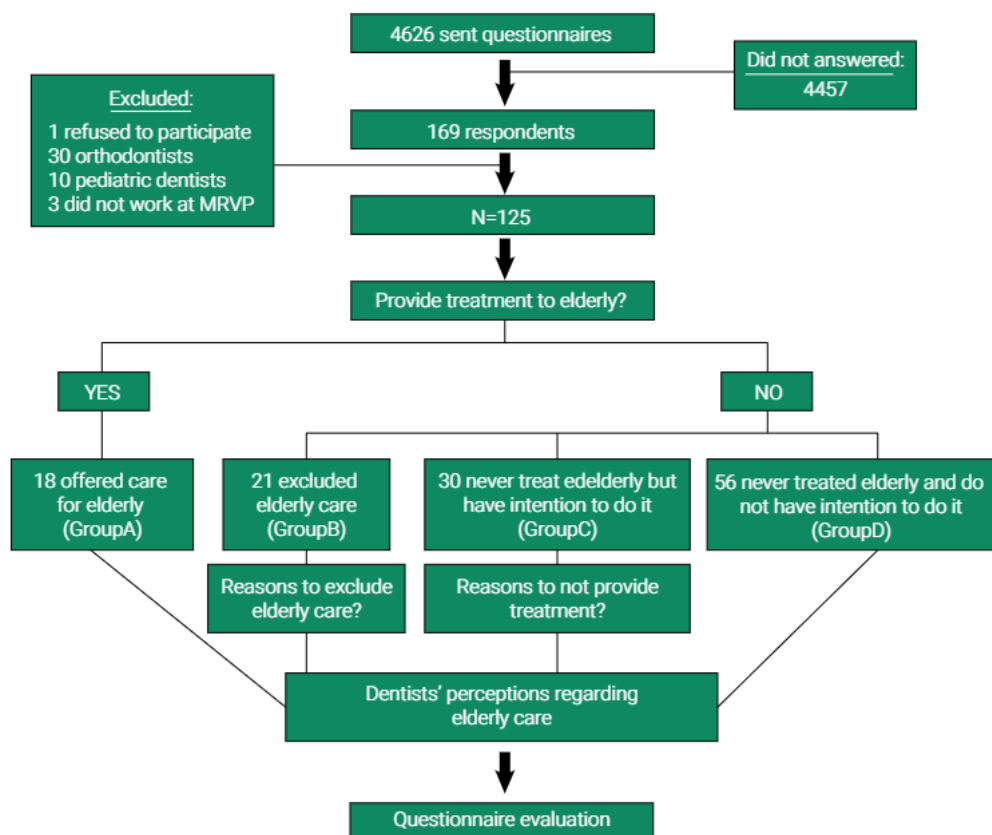 4626 sent questionnaires
Did not answered:
4457
Excluded:
1 refused to participate
30 orthodontists
10 pediatric dentists
3 did not work at MRVP
169 respondents
N=125
Provide treatment to elderly?
YES
NO
18 offered care
for elderly
(GroupA)
21 excluded
elderly care
(GroupB)
30 never treat edelderly but
have intention to do it
(GroupC)
56 never treated elderly and do
not have intention to do it
(GroupD)
Reasons to exclude
elderly care?
Reasons to not provide
treatment?
Dentists’ perceptions regarding
elderly care
Questionnaire evaluation